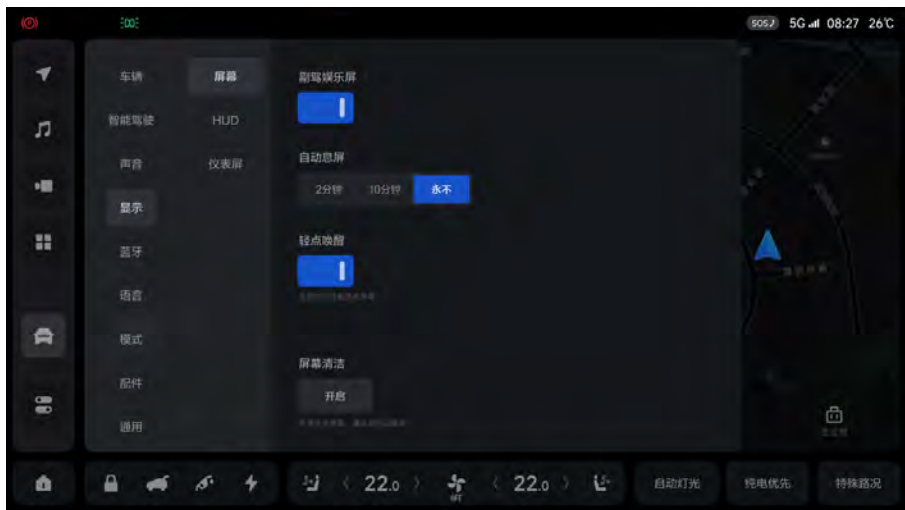 SOS 5G 08:27 26℃
车辆
智能驾驶
声音
显示
蓝牙
语音
模式
配件
通用
屏幕
HUD
仪表屏
副驾娱乐屏
自动息屏
2分钟 10分钟 永不
轻点唤醒
屏幕清洁
开启
22.0 OFF 22.0 自动灯光 纯电优先 特殊路况